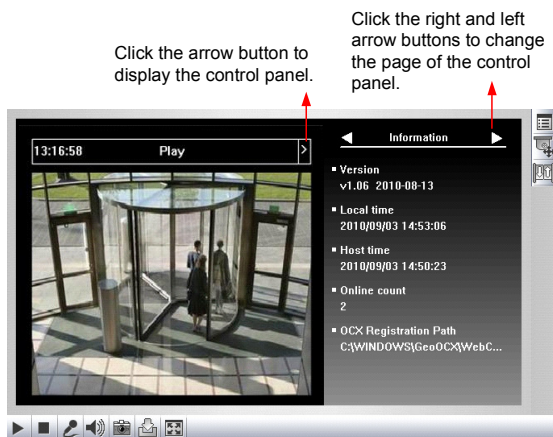 Click the arrow button to
display the control panel.
Click the right and left
arrow buttons to change
the page of the control
panel.
13:16:58 Play >
Information
Version
v1.06 2010-08-13
Local time
2010/09/03 14:53:06
Host time
2010/09/03 14:50:23
Online count
2
OCX Registration Path
C:\WINDOWS\GeoOCX\WebC...